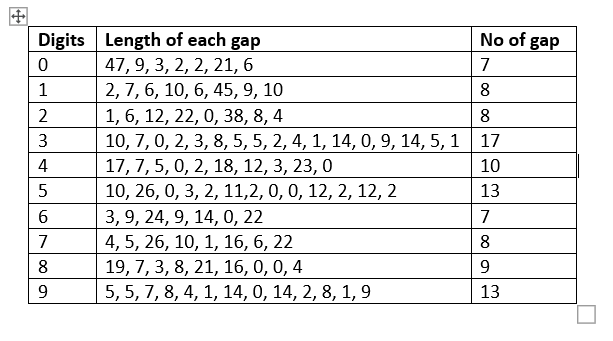 Digits Length of each gap No of gap
0 47, 9, 3, 2, 2, 21, 6 7
1 2, 7, 6, 10, 6, 45, 9, 10 8
2 1, 6, 12, 22, 0, 38, 8, 4 8
3 10, 7, 0, 2, 3, 8, 5, 5, 2, 4, 1, 14, 0, 9, 14, 5, 1 17
4 17, 7, 5, 0, 2, 18, 12, 3, 23, 0 10
5 10, 26, 0, 3, 2, 11,2, 0, 0, 12, 2, 12, 2 13
6 3, 9, 24, 9, 14, 0, 22 7
7 4, 5, 26, 10, 1, 16, 6, 22 8
8 19, 7, 3, 8, 21, 16, 0, 0, 4 9
9 5, 5, 7, 8, 4, 1, 14, 0, 14, 2, 8, 1, 9 13